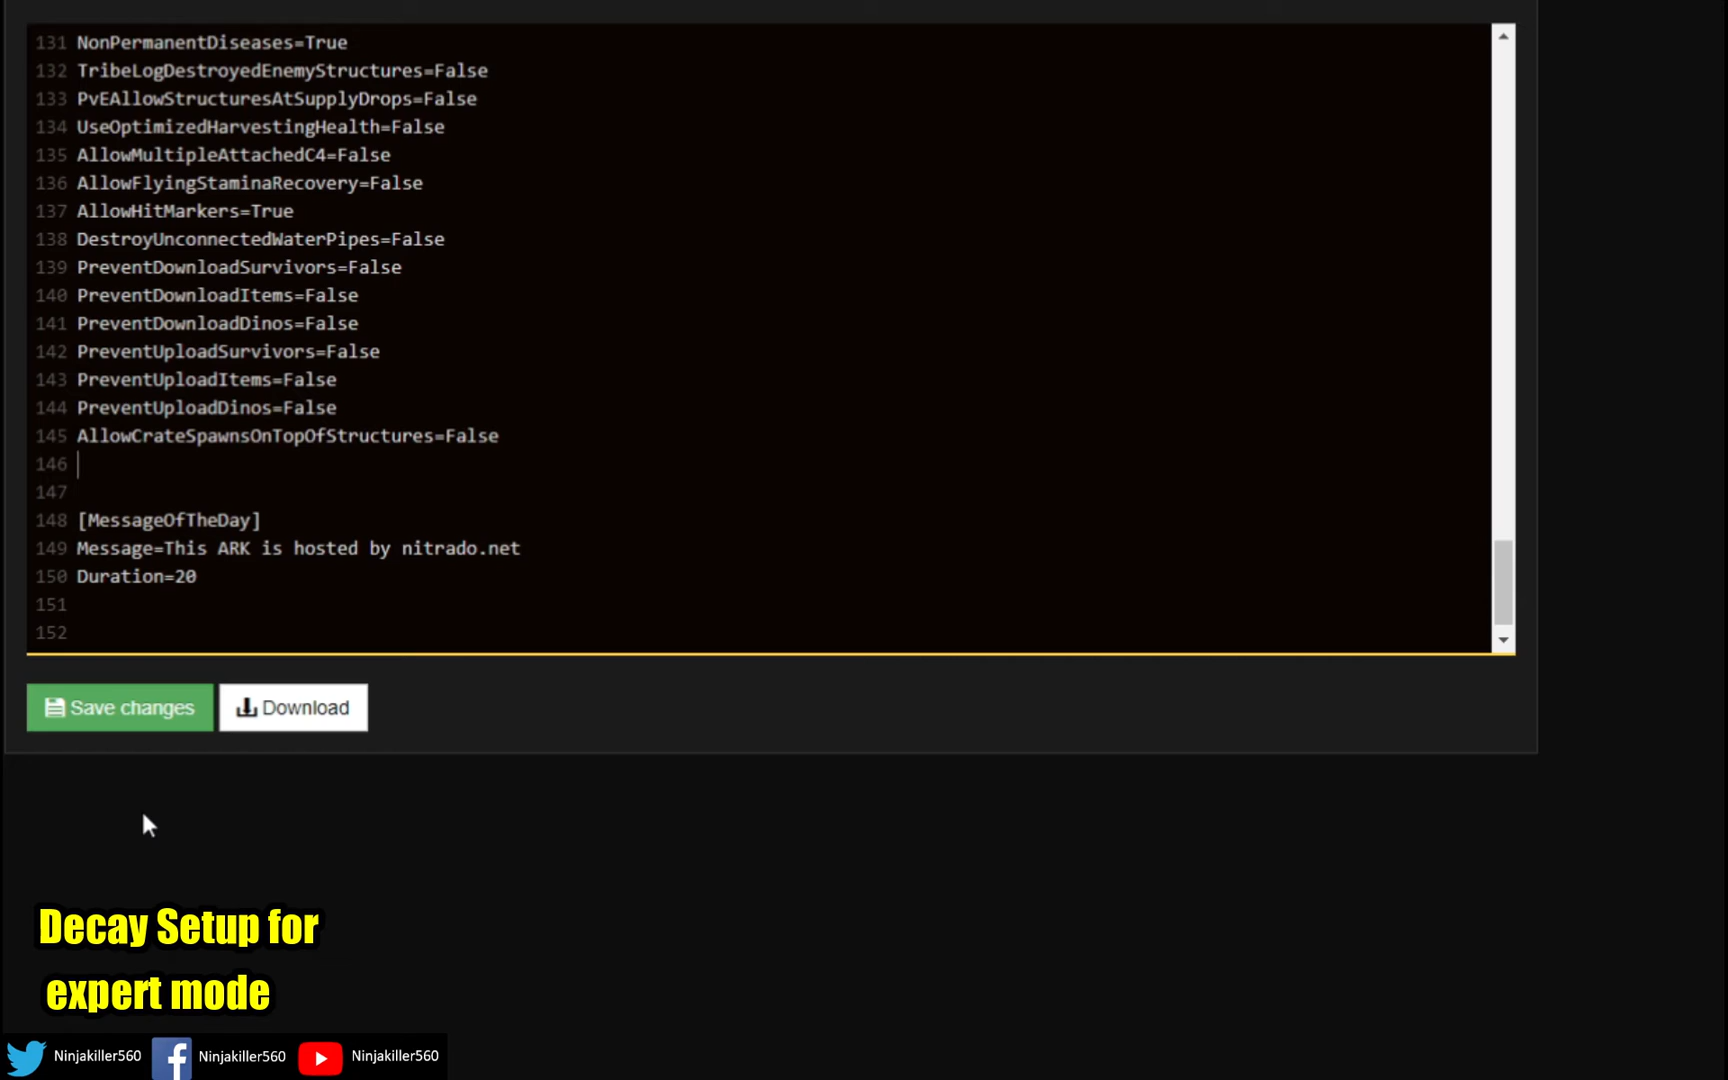 131 NonPermanentDiseases=True
132 TribeLogDestroyedEnemyStructures=False
133 PvEAllowStructuresAtSupplyDrops=False
134 UseOptimizedHarvestingHealth=False
135 AllowMultipleAttachedC4=False
136 AllowFlyingStaminaRecovery=False
137 AllowHitMarkers=True
138 DestroyUnconnectedWaterPipes=False
139 PreventDownloadSurvivors=False
140 PreventDownloadItems=False
141 PreventDownloadDinos=False
142 PreventUploadSurvivors=False
143 PreventUploadItems=False
144 PreventUploadDinos=False
145 AllowCrateSpawnsOnTopOfStructures=False
146
147
148 [MessageOfTheDay]
149 Message=This ARK is hosted by nitrado.net
150 Duration=20
151
152
Save changes Download
Decay Setup for
expert mode
Ninjakiller560 Ninjakiller560 Ninjakiller560